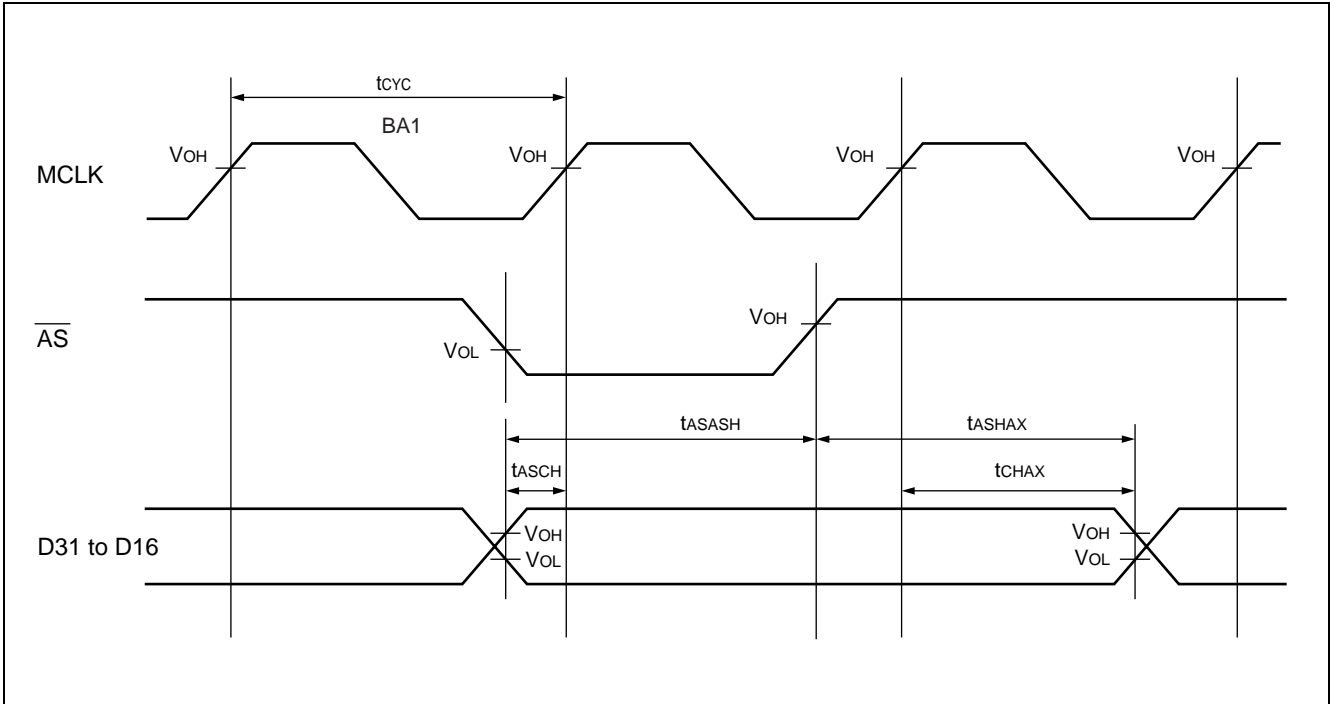 tCYC
BA1
VOH VOH VOH VOH
MCLK
VOH
AS
VOL
tASASH tASHAX
tASCH tCHAX
VOH VOH
D31 to D16
VOL VOL